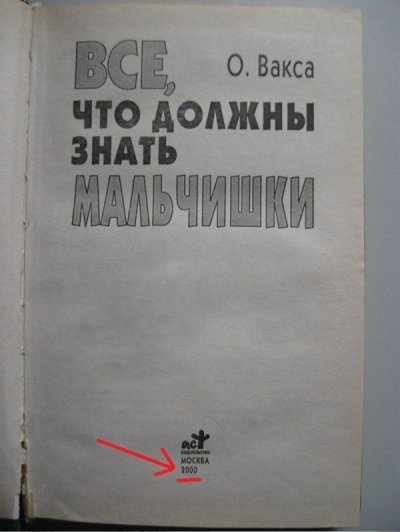 ВСЕ,
О. Вакса
ЧТО ДОЛЖНЫ
ЗНАТЬ
МАЛЬЧИШКИ
аст
ИЗДАТЕЛЬСТВО
МОСКВА
2000